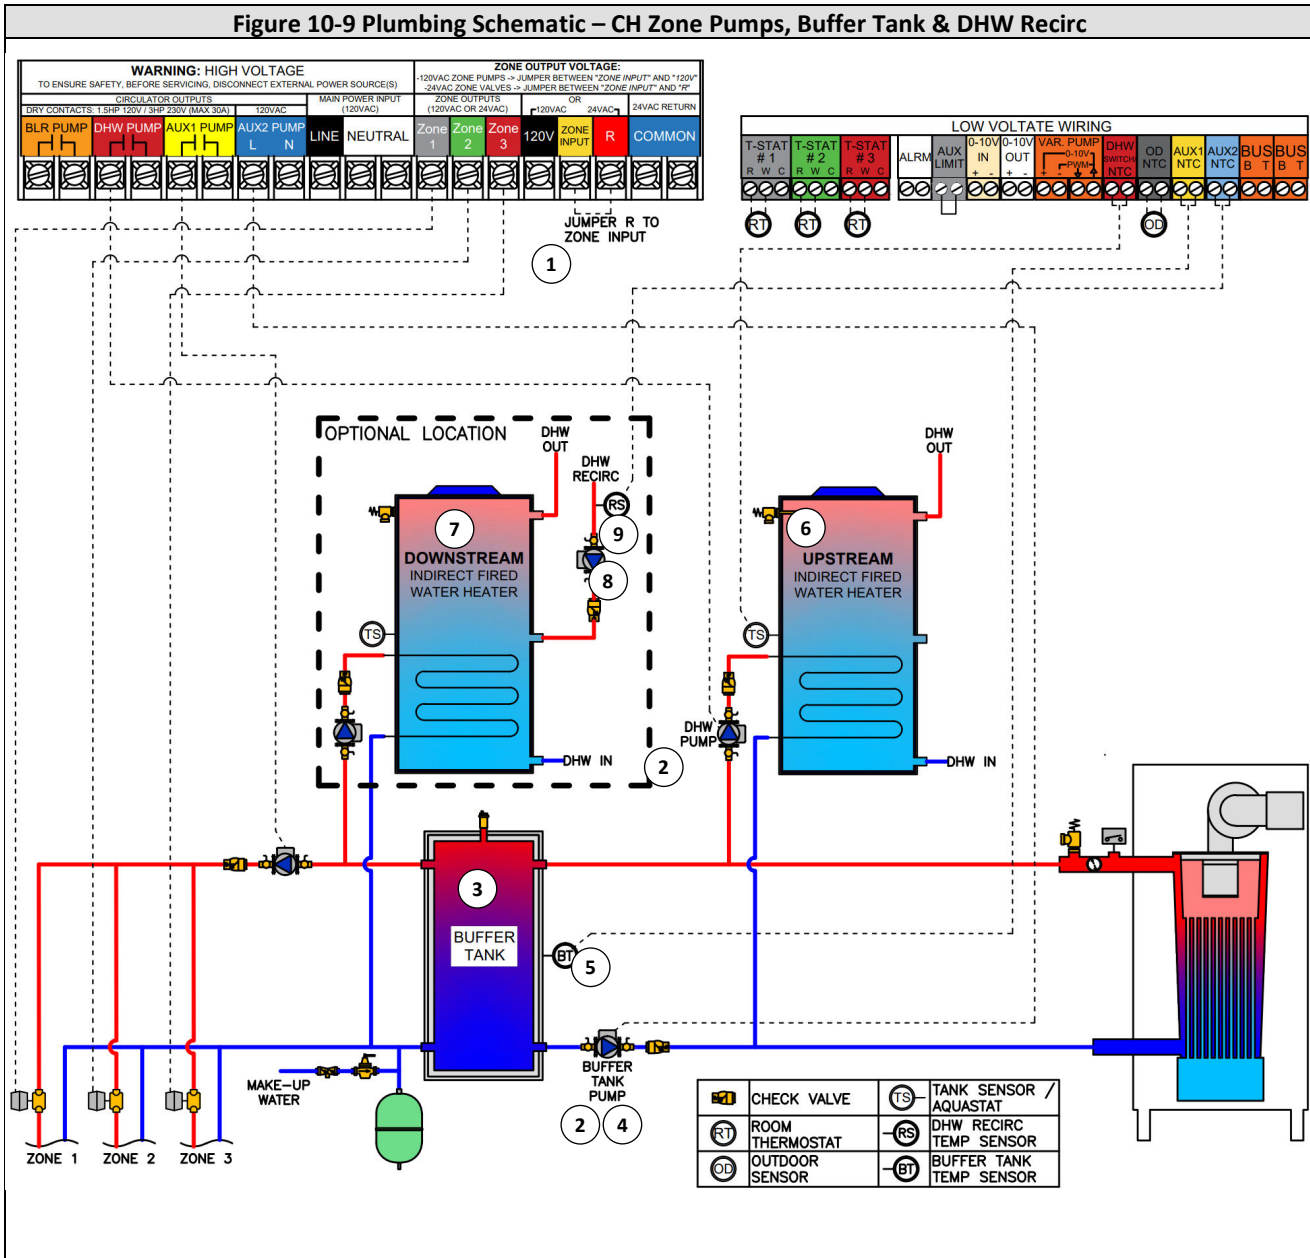 Figure 10-9 Plumbing Schematic – CH Zone Pumps, Buffer Tank & DHW Recirc
WARNING: HIGH VOLTAGE
TO ENSURE SAFETY, BEFORE SERVICING, DISCONNECT EXTERNAL POWER SOURCE(S)
ZONE OUTPUT VOLTAGE:
-120VAC ZONE PUMPS -> JUMPER BETWEEN "ZONE INPUT" AND "120V"
-24VAC ZONE VALVES -> JUMPER BETWEEN "ZONE INPUT" AND "R"
CIRCULATOR OUTPUTS
DRY CONTACTS: 1.5HP 120V / 3HP 230V (MAX 30A)
120VAC
MAIN POWER INPUT
(120VAC)
ZONE OUTPUTS
(120VAC OR 24VAC)
OR
120VAC 24VAC
24VAC RETURN
BLR PUMP
DHW PUMP
AUX1 PUMP
AUX2 PUMP
L N
LINE
NEUTRAL
Zone
1
Zone
2
Zone
3
120V
ZONE
INPUT
R
COMMON
JUMPER R TO
ZONE INPUT
1
LOW VOLTATE WIRING
T-STAT
# 1
R W C
T-STAT
# 2
R W C
T-STAT
# 3
R W C
ALRM
AUX
LIMIT
0-10V
IN
+ -
0-10V
OUT
+ -
VAR. PUMP
0-10V
PWM
+ -
DHW
SWITCH/
NTC
OD
NTC
AUX1
NTC
AUX2
NTC
BUS
B T
BUS
B T
RT
RT
RT
OD
OPTIONAL LOCATION
DHW
OUT
DHW
RECIRC
RS
9
7
DOWNSTREAM
INDIRECT FIRED
WATER HEATER
8
TS
DHW IN
2
DHW
OUT
6
UPSTREAM
INDIRECT FIRED
WATER HEATER
TS
DHW
PUMP
DHW IN
3
BUFFER
TANK
BT
5
BUFFER
TANK
PUMP
2
4
MAKE-UP
WATER
ZONE 1
ZONE 2
ZONE 3
CHECK VALVE
TS
TANK SENSOR /
AQUASTAT
RT
ROOM
THERMOSTAT
RS
DHW RECIRC
TEMP SENSOR
OD
OUTDOOR
SENSOR
BT
BUFFER TANK
TEMP SENSOR